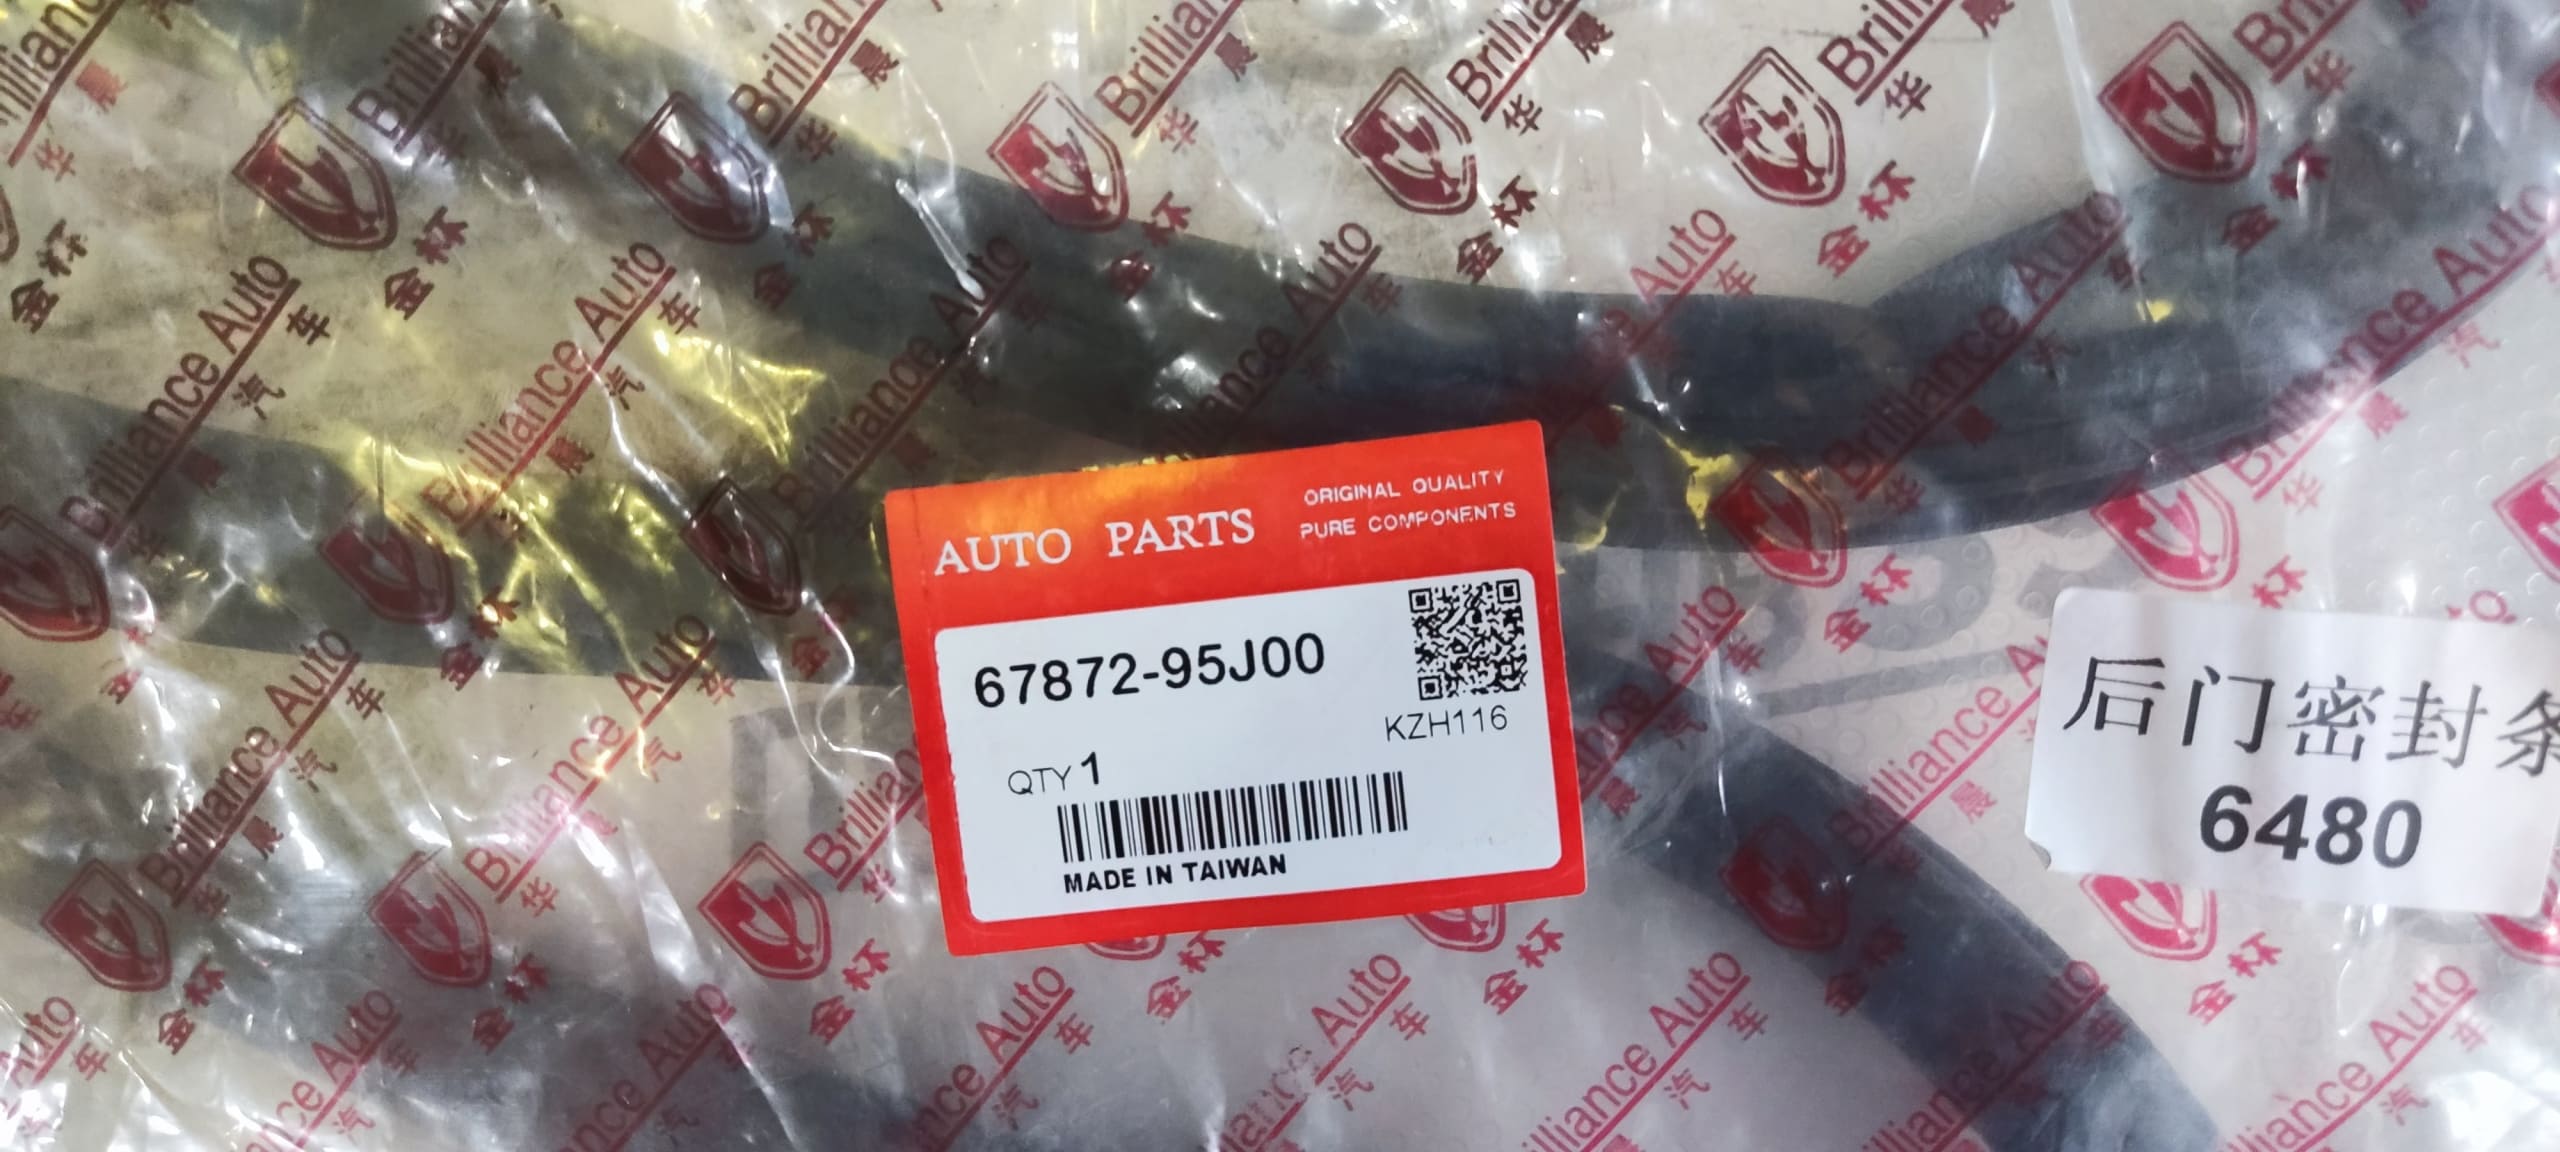 AUTO PARTS
ORIGINAL QUALITY
PURE COMPONENTS
67872-95J00
KZH116
QTY 1
MADE IN TAIWAN
后门密封条
6480
Brilliance Auto
华晨汽车
金杯